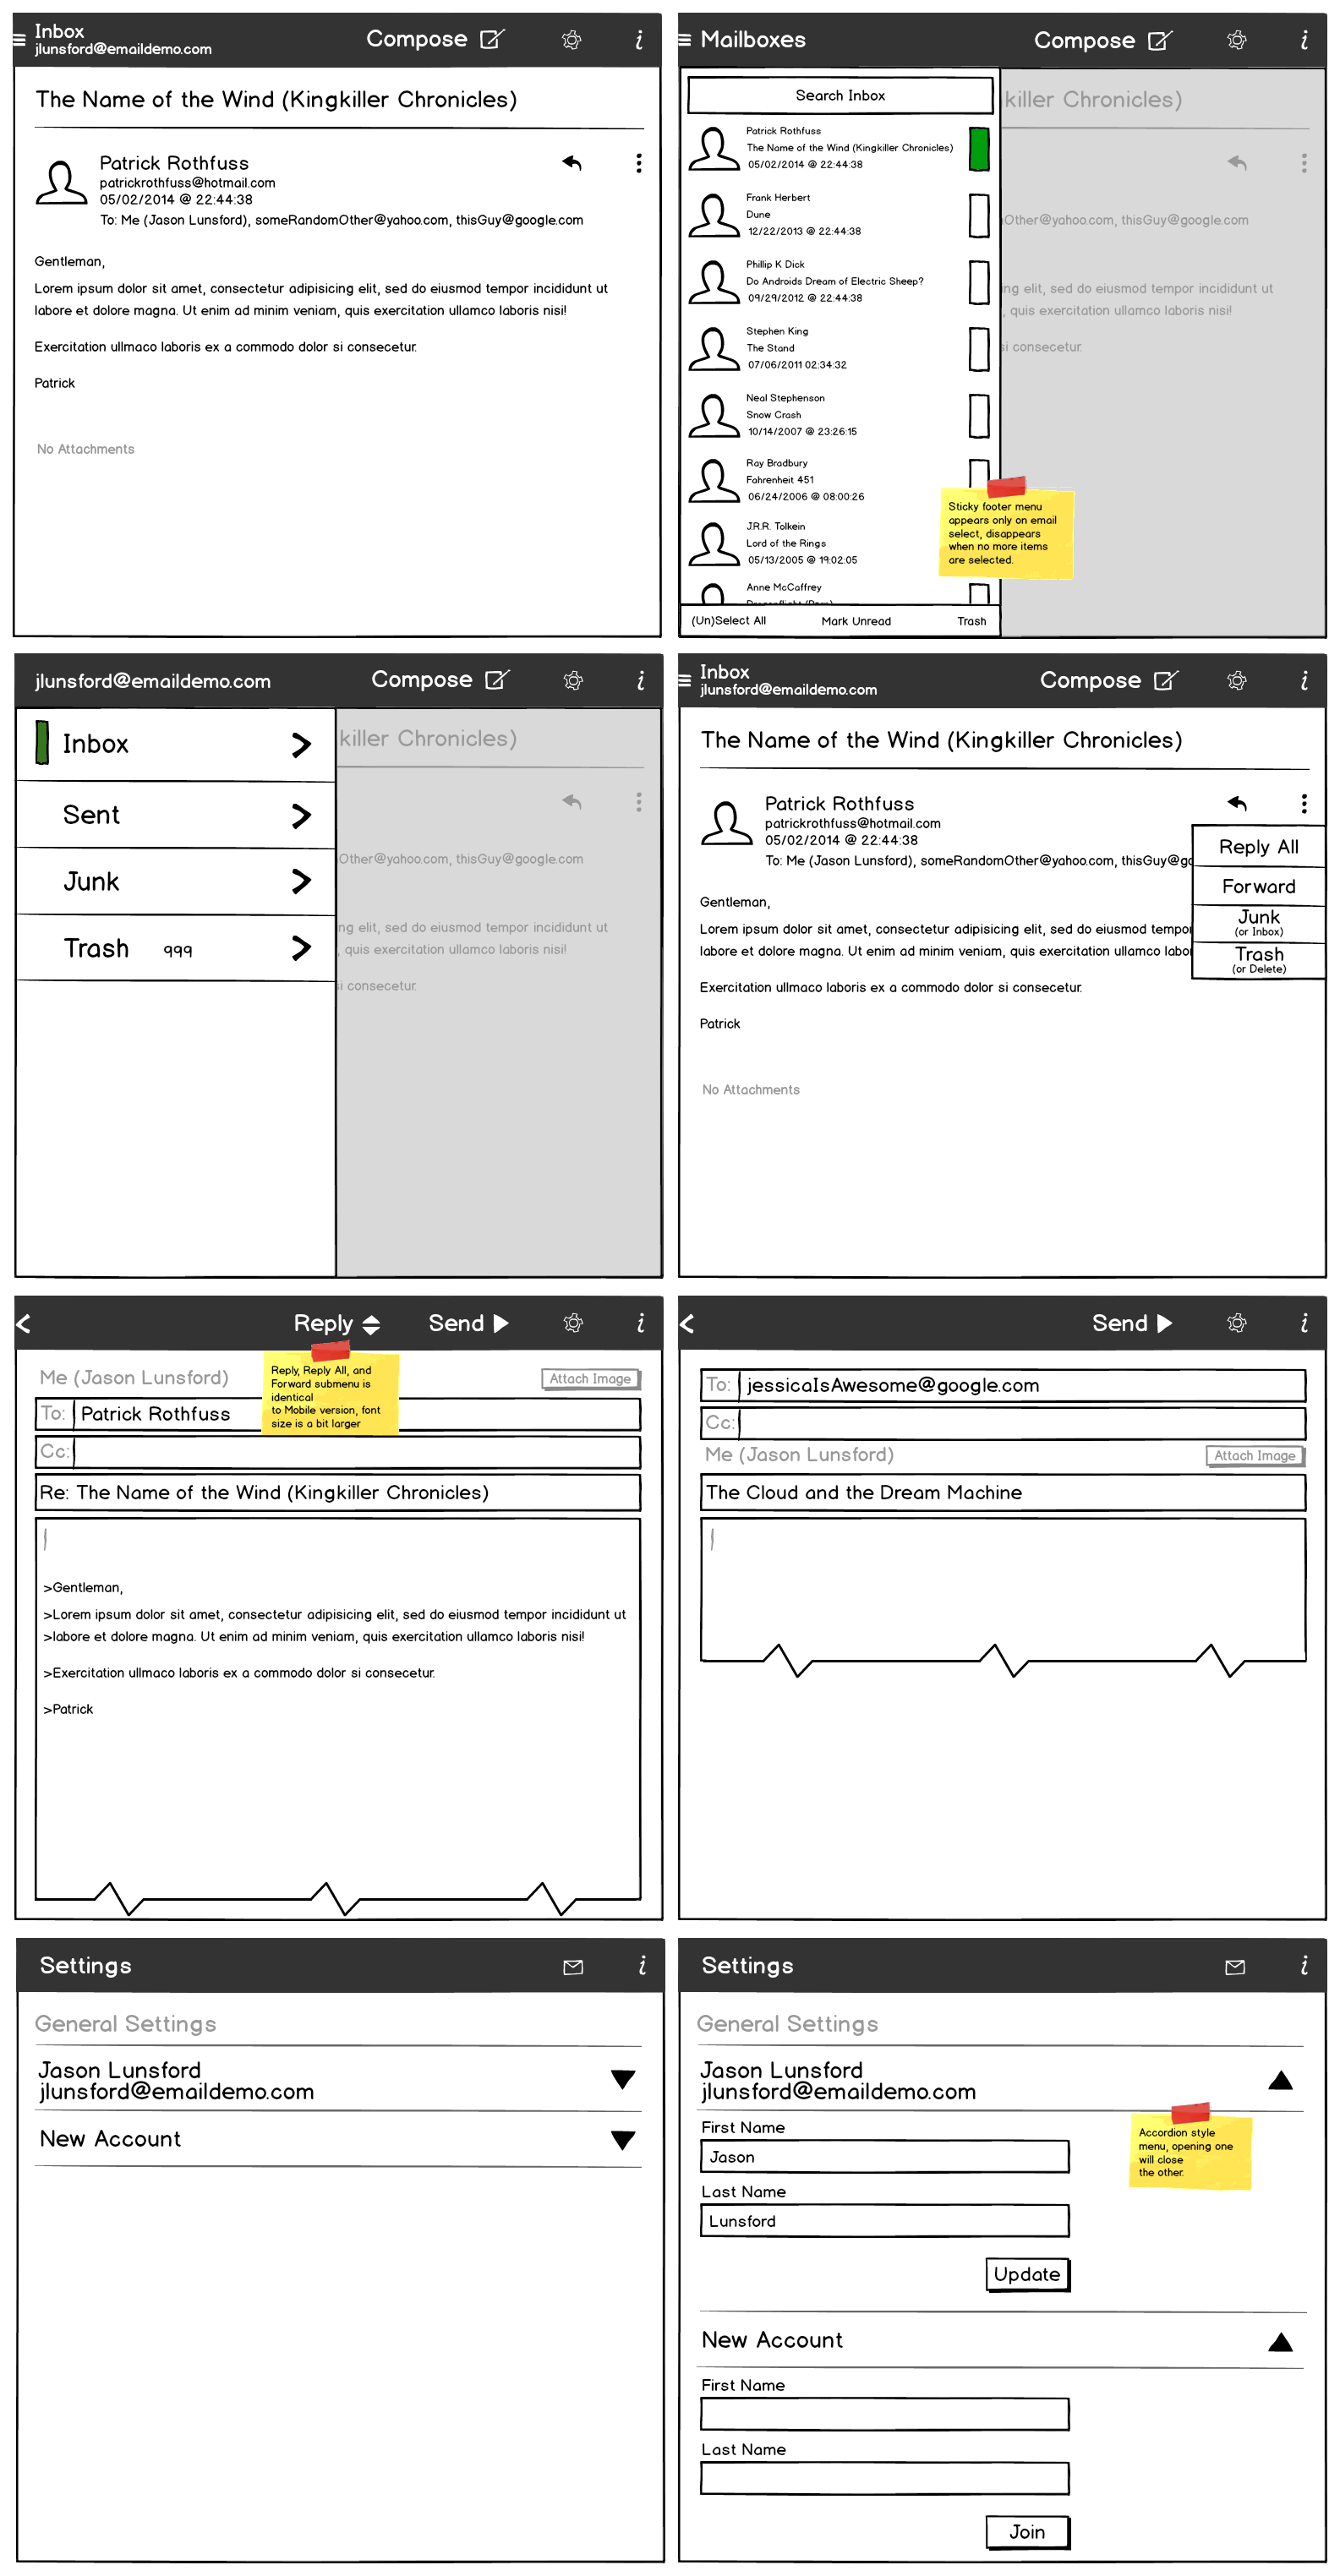 Inbox
jlunsford@emaildemo.com
Compose
i
The Name of the Wind (Kingkiller Chronicles)
Patrick Rothfuss
patrickrothfuss@hotmail.com
05/02/2014 @ 22:44:38
To: Me (Jason Lunsford), someRandomOther@yahoo.com, thisGuy@google.com
Gentleman,
Lorem ipsum dolor sit amet, consectetur adipisicing elit, sed do eiusmod tempor incididunt ut
labore et dolore magna. Ut enim ad minim veniam, quis exercitation ullamco laboris nisi!
Exercitation ullmaco laboris ex a commodo dolor si consecetur.
Patrick
No Attachments
Mailboxes
Compose
i
Search Inbox
Patrick Rothfuss
The Name of the Wind (Kingkiller Chronicles)
05/02/2014 @ 22:44:38
Frank Herbert
Dune
12/22/2013 @ 22:44:38
Phillip K Dick
Do Androids Dream of Electric Sheep?
09/29/2012 @ 22:44:38
Stephen King
The Stand
07/06/2011 02:34:32
Neal Stephenson
Snow Crash
10/14/2007 @ 23:26:15
Ray Bradbury
Fahrenheit 451
06/24/2006 @ 08:00:26
J.R.R. Tolkein
Lord of the Rings
05/13/2005 @ 19:02:05
Anne McCaffrey
(Un)Select All
Mark Unread
Trash
killer Chronicles)
Other@yahoo.com, thisGuy@google.com
ing elit, sed do eiusmod tempor incididunt ut
, quis exercitation ullamco laboris nisi!
si consecetur.
Sticky footer menu
appears only on email
select, disappears
when no more items
are selected.
jlunsford@emaildemo.com
Compose
i
Inbox
Sent
Junk
Trash 999
killer Chronicles)
Other@yahoo.com, thisGuy@google.com
ng elit, sed do eiusmod tempor incididunt ut
, quis exercitation ullamco laboris nisi!
si consecetur.
Inbox
jlunsford@emaildemo.com
Compose
i
The Name of the Wind (Kingkiller Chronicles)
Patrick Rothfuss
patrickrothfuss@hotmail.com
05/02/2014 @ 22:44:38
To: Me (Jason Lunsford), someRandomOther@yahoo.com, thisGuy@go
Reply All
Forward
Junk
(or Inbox)
Trash
(or Delete)
Gentleman,
Lorem ipsum dolor sit amet, consectetur adipisicing elit, sed do eiusmod tempor
labore et dolore magna. Ut enim ad minim veniam, quis exercitation ullamco labor
Exercitation ullmaco laboris ex a commodo dolor si consecetur.
Patrick
No Attachments
Reply
Send
i
Me (Jason Lunsford)
Attach Image
Reply, Reply All, and
Forward submenu is
identical
to Mobile version, font
size is a bit larger
To: Patrick Rothfuss
Cc:
Re: The Name of the Wind (Kingkiller Chronicles)
>Gentleman,
>Lorem ipsum dolor sit amet, consectetur adipisicing elit, sed do eiusmod tempor incididunt ut
>labore et dolore magna. Ut enim ad minim veniam, quis exercitation ullamco laboris nisi!
>Exercitation ullmaco laboris ex a commodo dolor si consecetur.
>Patrick
Send
i
To: jessicaIsAwesome@google.com
Cc:
Me (Jason Lunsford)
Attach Image
The Cloud and the Dream Machine
Settings
i
General Settings
Jason Lunsford
jlunsford@emaildemo.com
New Account
Settings
i
General Settings
Jason Lunsford
jlunsford@emaildemo.com
First Name
Jason
Last Name
Lunsford
Update
Accordion style
menu, opening one
will close
the other.
New Account
First Name
Last Name
Join